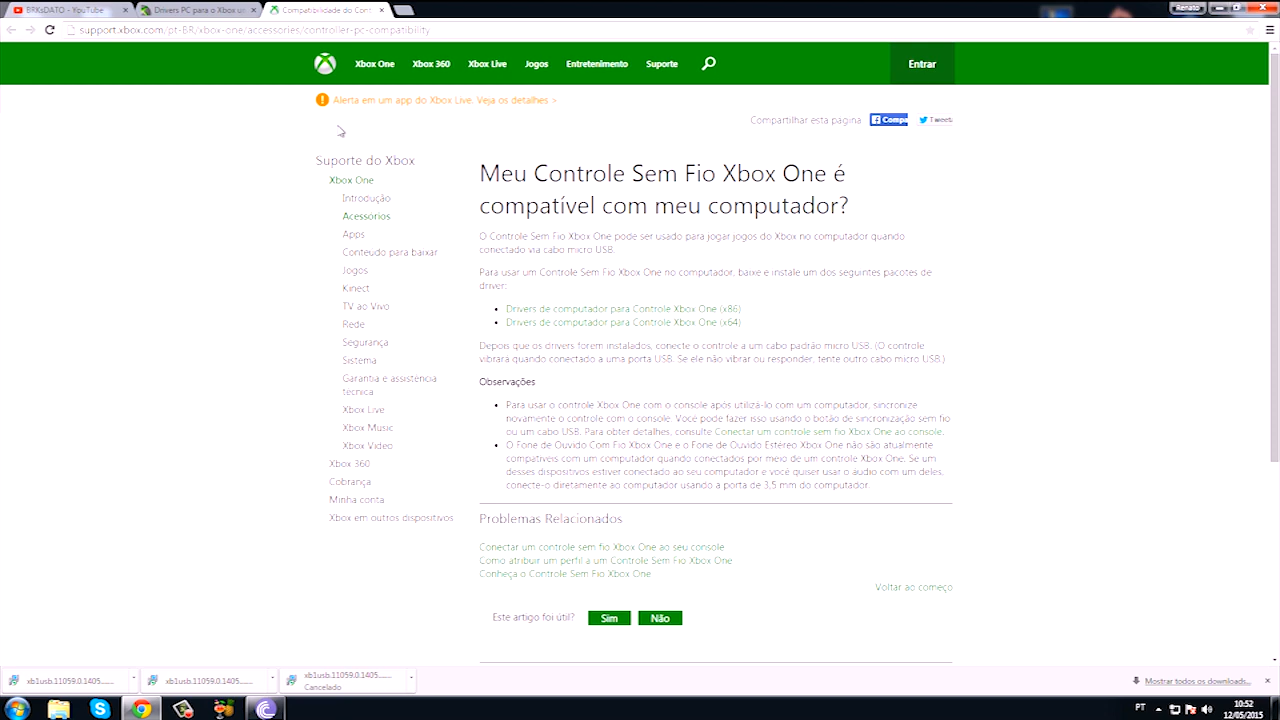 BRKsDATO - YouTube
Drivers PC para o Xbox un
Compatibilidade do Cont
Renato
support.xbox.com/pt-BR/xbox-one/accessories/controller-pc-compatibility
Xbox One Xbox 360 Xbox Live Jogos Entretenimento Suporte
Entrar
Alerta em um app do Xbox Live. Veja os detalhes >
Compartilhar esta página
Compa
Tweeta
Suporte do Xbox
Xbox One
Introdução
Acessórios
Apps
Conteúdo para baixar
Jogos
Kinect
TV ao Vivo
Rede
Segurança
Sistema
Garantia e assistência
técnica
Xbox Live
Xbox Music
Xbox Video
Xbox 360
Cobrança
Minha conta
Xbox em outros dispositivos
Meu Controle Sem Fio Xbox One é
compatível com meu computador?
O Controle Sem Fio Xbox One pode ser usado para jogar jogos do Xbox no computador quando
conectado via cabo micro USB.
Para usar um Controle Sem Fio Xbox One no computador, baixe e instale um dos seguintes pacotes de
driver:
• Drivers de computador para Controle Xbox One (x86)
• Drivers de computador para Controle Xbox One (x64)
Depois que os drivers forem instalados, conecte o controle a um cabo padrão micro USB. (O controle
vibrará quando conectado a uma porta USB. Se ele não vibrar ou responder, tente outro cabo micro USB.)
Observações
• Para usar o controle Xbox One com o console após utilizá-lo com um computador, sincronize
novamente o controle com o console. Você pode fazer isso usando o botão de sincronização sem fio
ou um cabo USB. Para obter detalhes, consulte Conectar um controle sem fio Xbox One ao console.
• O Fone de Ouvido Com Fio Xbox One e o Fone de Ouvido Estéreo Xbox One não são atualmente
compatíveis com um computador quando conectados por meio de um controle Xbox One. Se um
desses dispositivos estiver conectado ao seu computador e você quiser usar o áudio com um deles,
conecte-o diretamente ao computador usando a porta de 3,5 mm do computador.
Problemas Relacionados
Conectar um controle sem fio Xbox One ao seu console
Como atribuir um perfil a um Controle Sem Fio Xbox One
Conheça o Controle Sem Fio Xbox One
Voltar ao começo
Este artigo foi útil? Sim Não
xb1usb.11059.0.1405......
xb1usb.11059.0.1405......
xb1usb.11059.0.1405......
Cancelado
Mostrar todos os downloads...
PT
10:52
12/05/2015